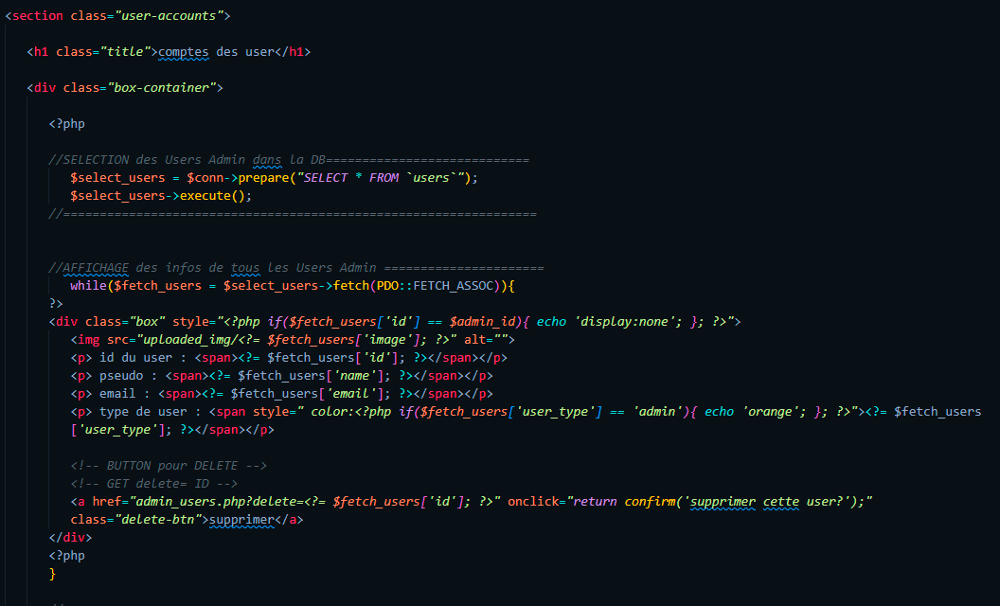 <section class="user-accounts">
<h1 class="title">comptes des user</h1>
<div class="box-container">
<?php
//SELECTION des Users Admin dans la DB============================
$select_users = $conn->prepare("SELECT * FROM `users`");
$select_users->execute();
//=================================================================
//AFFICHAGE des infos de tous les Users Admin ======================
while($fetch_users = $select_users->fetch(PDO::FETCH_ASSOC)){
?>
<div class="box" style="<?php if($fetch_users['id'] == $admin_id){ echo 'display:none'; }; ?>">
<img src="uploaded_img/<?= $fetch_users['image']; ?>" alt="">
<p> id du user : <span><?= $fetch_users['id']; ?></span></p>
<p> pseudo : <span><?= $fetch_users['name']; ?></span></p>
<p> email : <span><?= $fetch_users['email']; ?></span></p>
<p> type de user : <span style=" color:<?php if($fetch_users['user_type'] == 'admin'){ echo 'orange'; }; ?>"><?= $fetch_users
['user_type']; ?></span></p>
<!-- BUTTON pour DELETE -->
<!-- GET delete= ID -->
<a href="admin_users.php?delete=<?= $fetch_users['id']; ?>" onclick="return confirm('supprimer cette user?');"
class="delete-btn">supprimer</a>
</div>
<?php
}